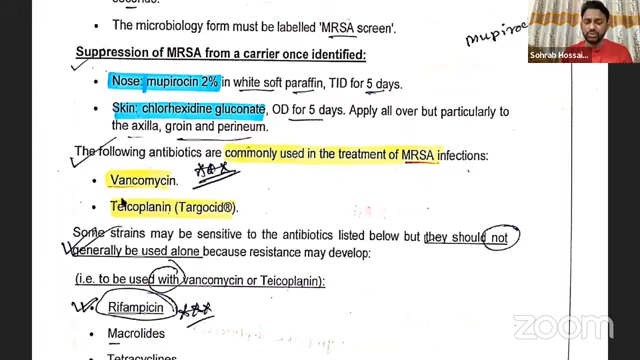 seconds.
• The microbiology form must be labelled 'MRSA screen'.
mupiroc
Sohrab Hossai
Suppression of MRSA from a carrier once identified:
• Nose: mupirocin 2% in white soft paraffin, TID for 5 days.
• Skin: chlorhexidine gluconate, OD for 5 days. Apply all over but particularly to
the axilla, groin and perineum.
The following antibiotics are commonly used in the treatment of MRSA infections:
• Vancomycin.
• Teicoplanin (Targocid®).
Some strains may be sensitive to the antibiotics listed below but they should not
generally be used alone because resistance may develop:
(i.e. to be used with vancomycin or Teicoplanin):
• Rifampicin
• Macrolides
• Tetracyclines
zoom